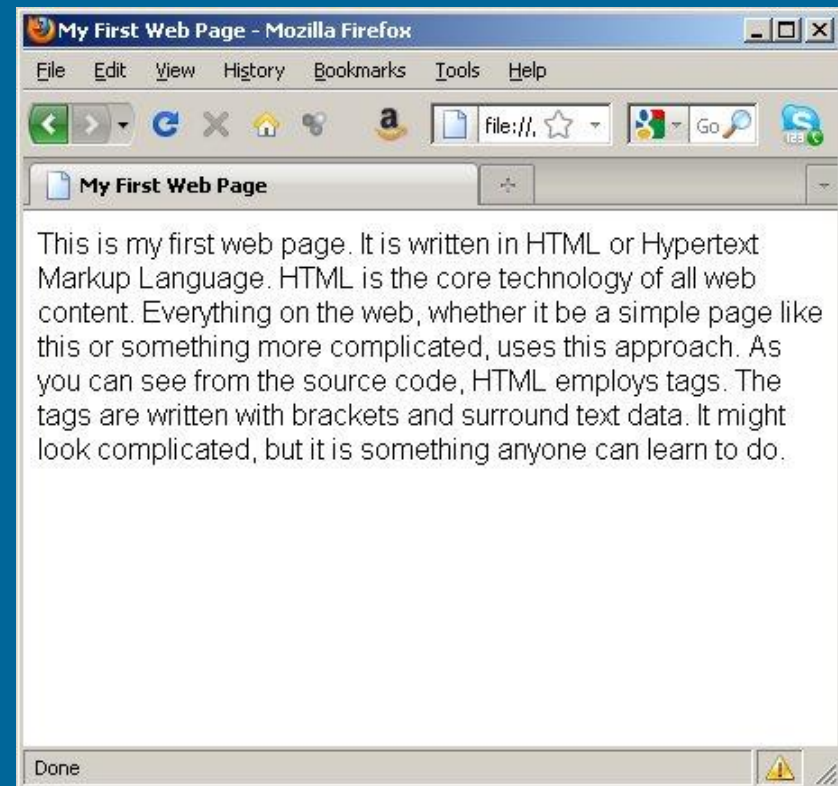 My First Web Page - Mozilla Firefox
File Edit View History Bookmarks Tools Help
a file://, Go 123
My First Web Page
This is my first web page. It is written in HTML or Hypertext
Markup Language. HTML is the core technology of all web
content. Everything on the web, whether it be a simple page like
this or something more complicated, uses this approach. As
you can see from the source code, HTML employs tags. The
tags are written with brackets and surround text data. It might
look complicated, but it is something anyone can learn to do.
Done